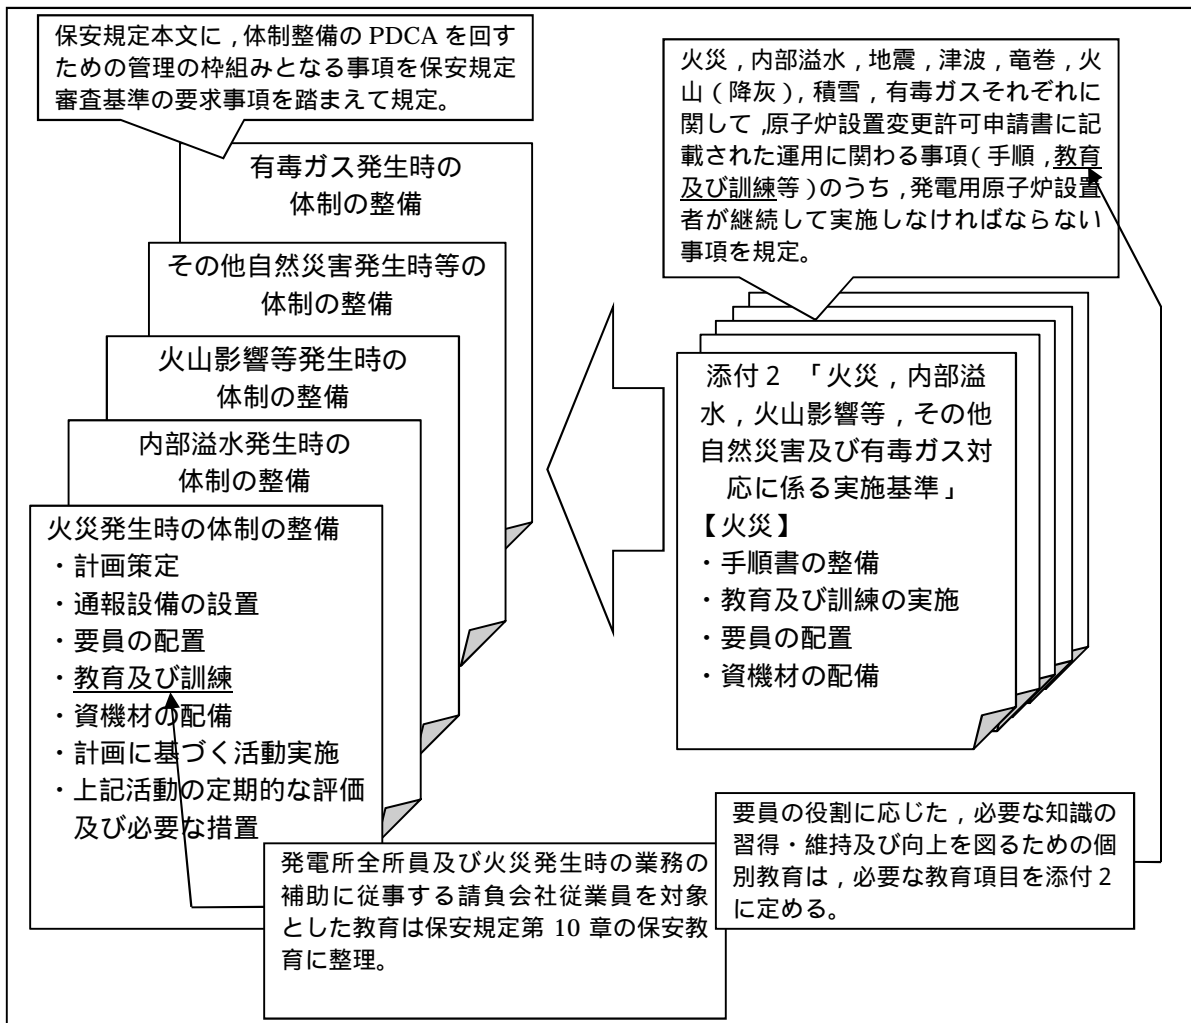 保安規定本文に，体制整備の PDCA を回す
ための管理の枠組みとなる事項を保安規定
審査基準の要求事項を踏まえて規定。
有毒ガス発生時の
体制の整備
その他自然災害発生時等の
体制の整備
火山影響等発生時の
体制の整備
内部溢水発生時の
体制の整備
火災発生時の体制の整備
・計画策定
・通報設備の設置
・要員の配置
・教育及び訓練
・資機材の配備
・計画に基づく活動実施
・上記活動の定期的な評価
及び必要な措置
発電所全所員及び火災発生時の業務の
補助に従事する請負会社従業員を対象
とした教育は保安規定第 10 章の保安教
育に整理。
火災，内部溢水，地震，津波，竜巻，火
山（降灰），積雪，有毒ガスそれぞれに
関して，原子炉設置変更許可申請書に記
載された運用に関わる事項（手順，教育
及び訓練等）のうち，発電用原子炉設置
者が継続して実施しなければならない
事項を規定。
添付２ 「火災，内部溢
水，火山影響等，その他
自然災害及び有毒ガス対
応に係る実施基準」
【火災】
・手順書の整備
・教育及び訓練の実施
・要員の配置
・資機材の配備
要員の役割に応じた，必要な知識の
習得・維持及び向上を図るための個
別教育は，必要な教育項目を添付２
に定める。